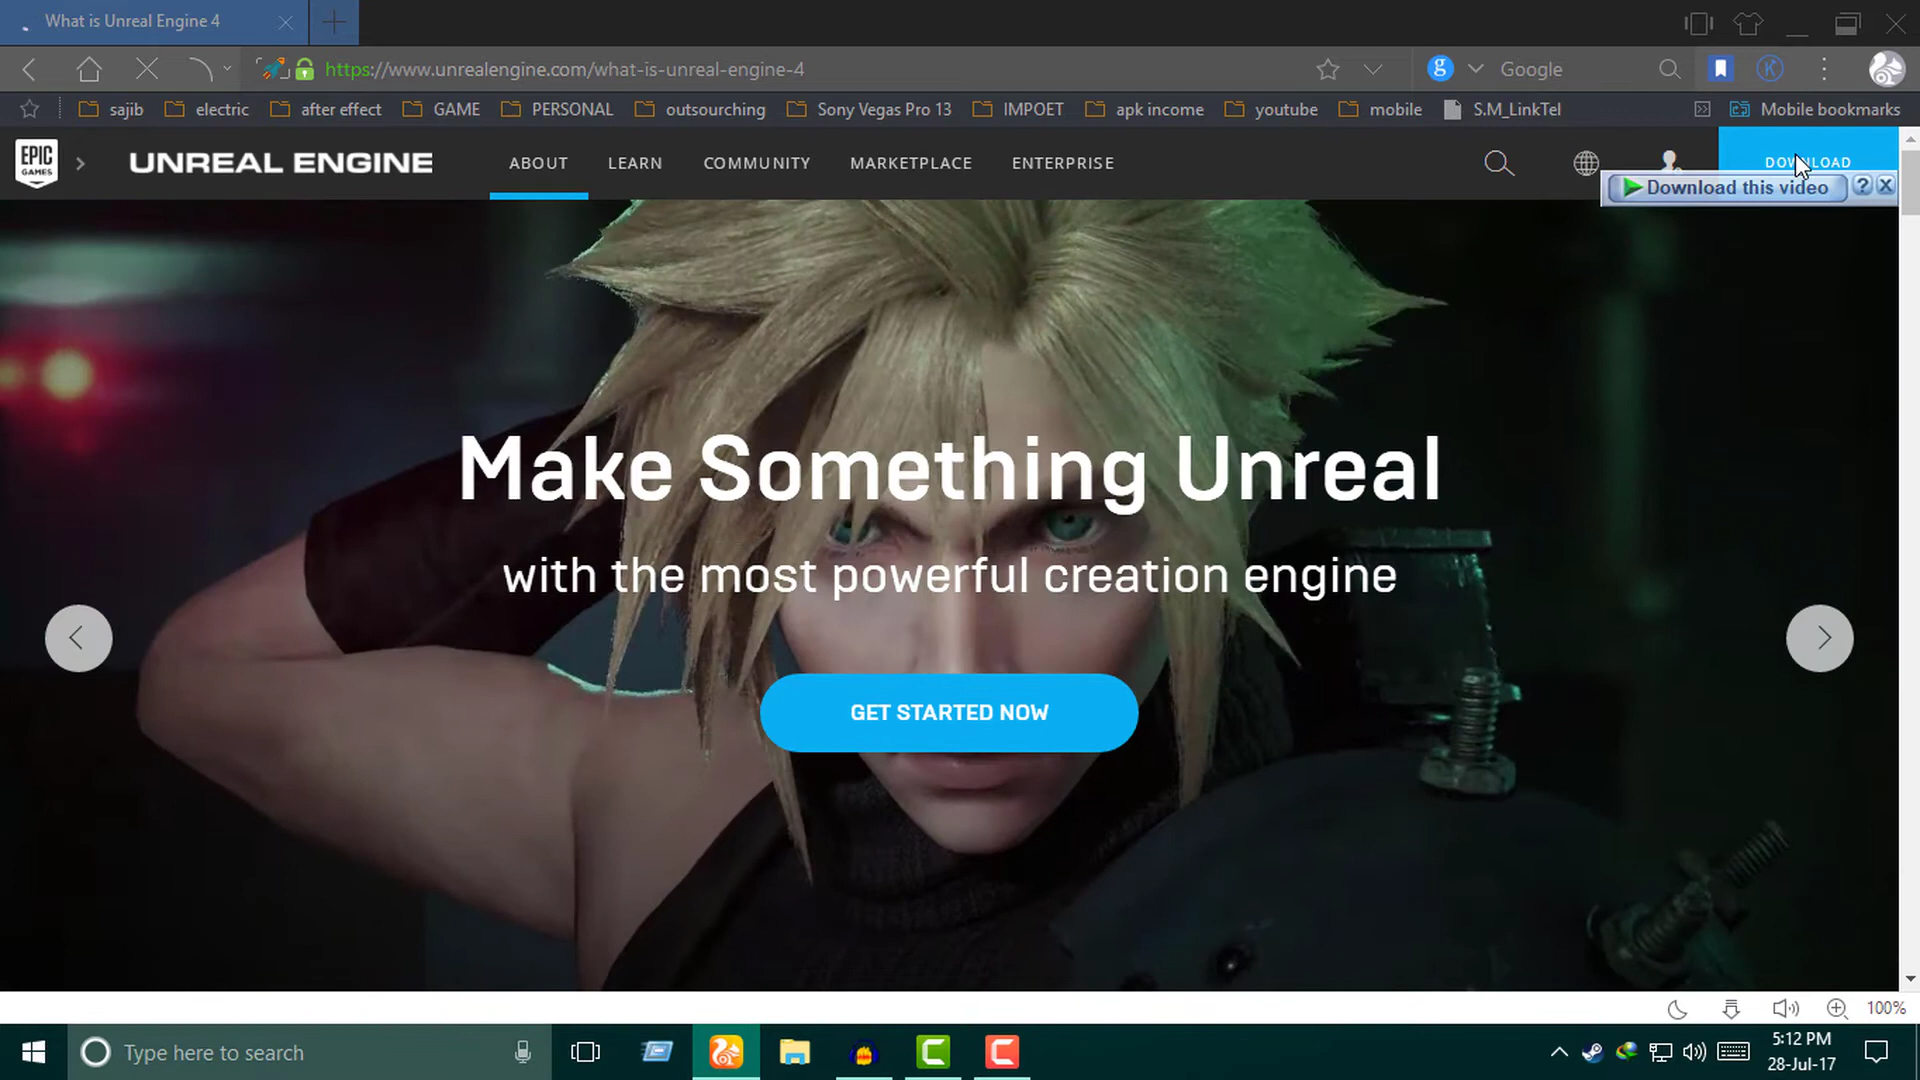 What is Unreal Engine 4
https://www.unrealengine.com/what-is-unreal-engine-4
g
Google
K
sajib
electric
after effect
GAME
PERSONAL
outsourching
Sony Vegas Pro 13
IMPOET
apk income
youtube
mobile
S.M_LinkTel
Mobile bookmarks
EPIC
GAMES
UNREAL ENGINE
ABOUT
LEARN
COMMUNITY
MARKETPLACE
ENTERPRISE
DOWNLOAD
Download this video
?
Make Something Unreal
with the most powerful creation engine
GET STARTED NOW
100%
Type here to search
5:12 PM
28-Jul-17